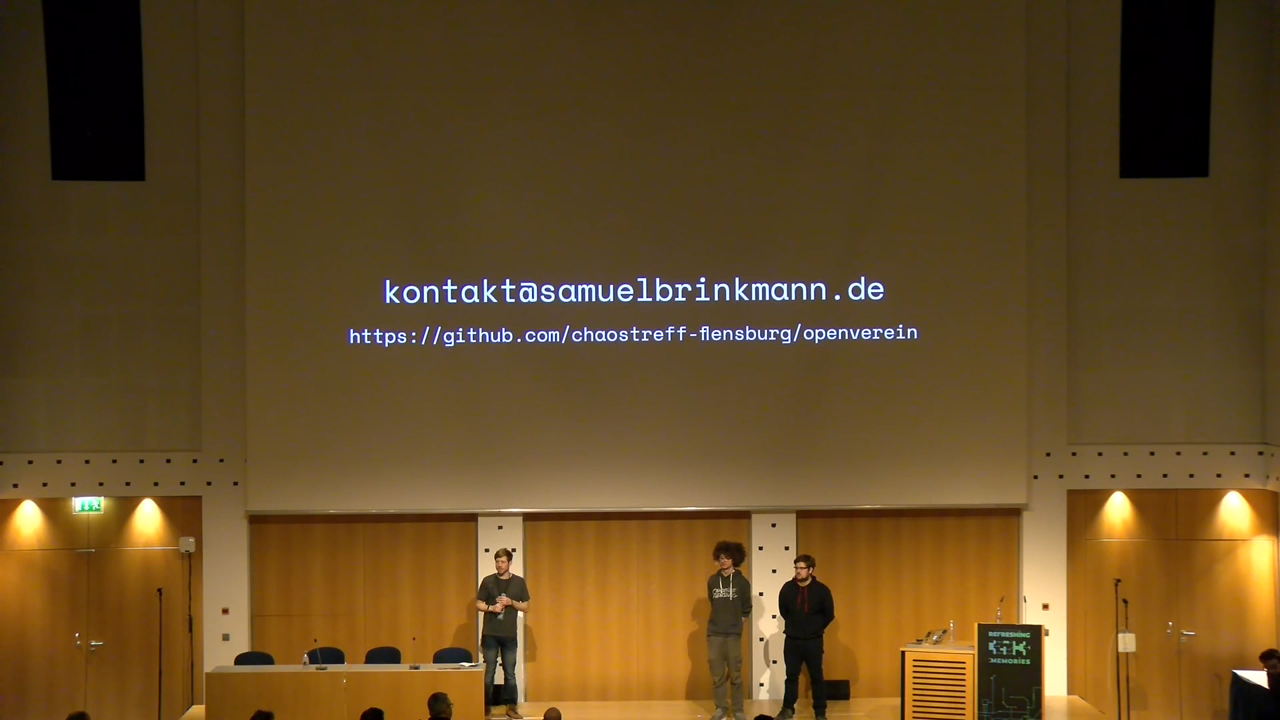 kontakt@samuelbrinkmann.de
https://github.com/chaostreff-flensburg/openverein
REFRESHING
MEMORIES